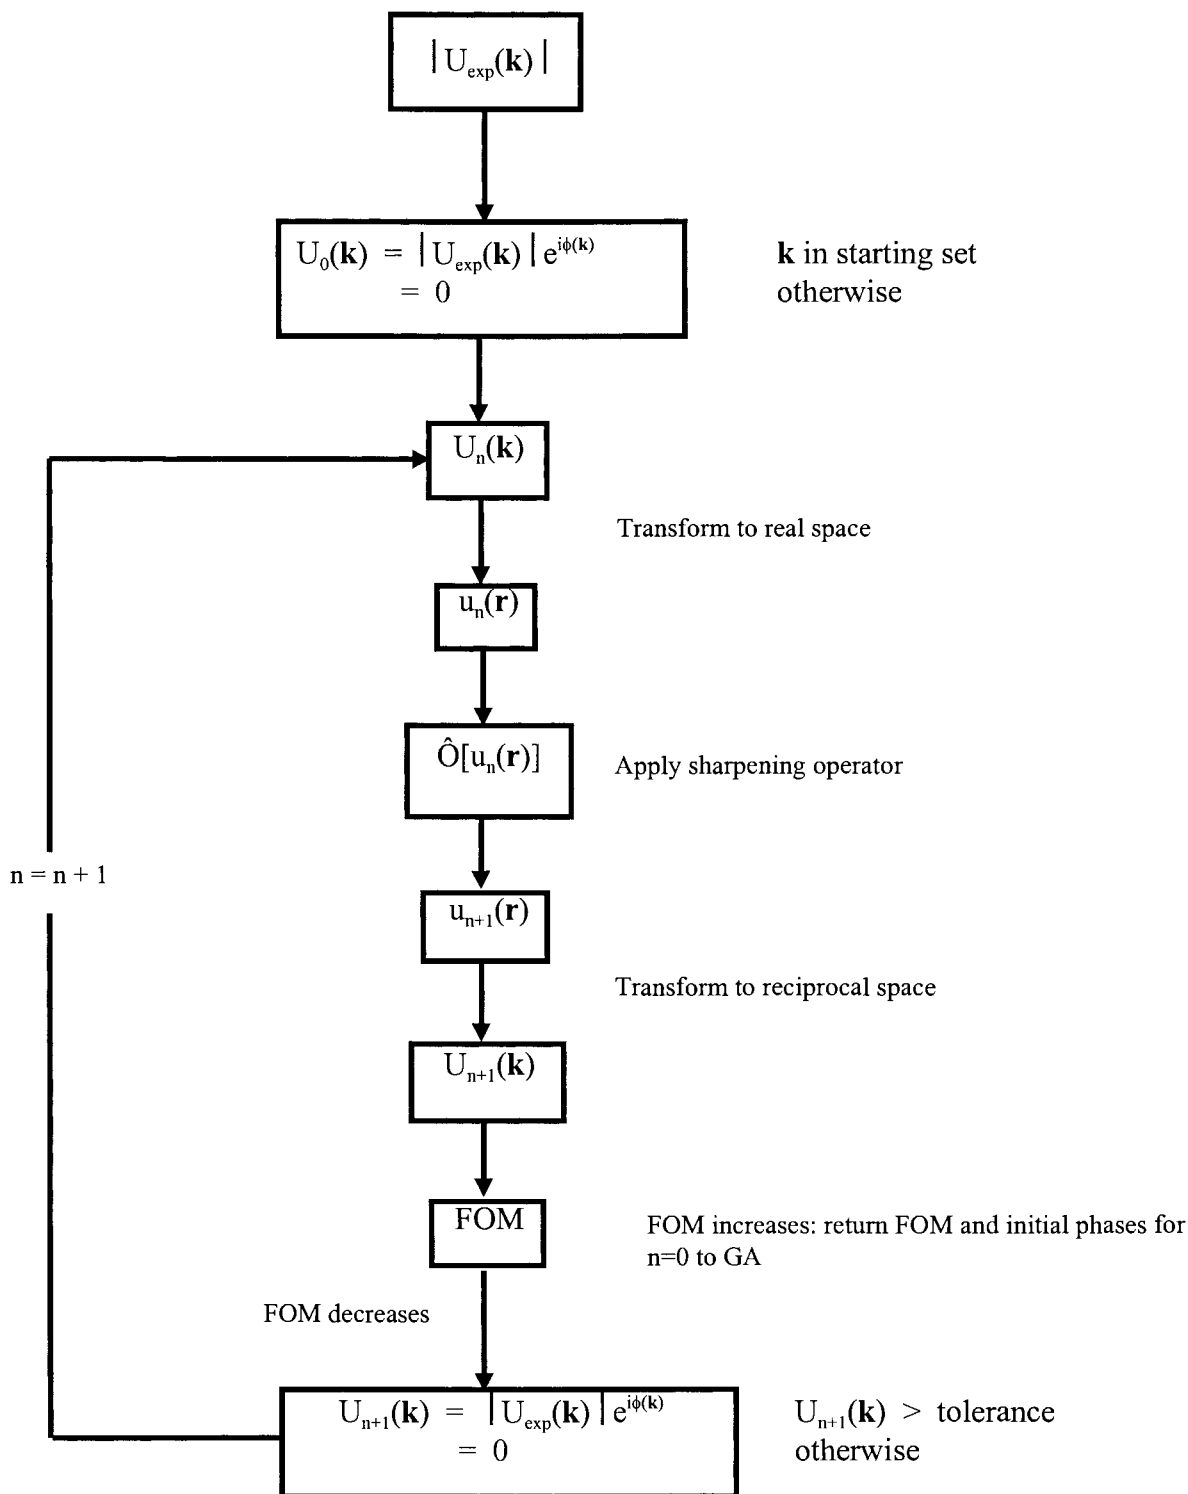 |U_exp(k)|
U_0(k) = |U_exp(k)| e^{iϕ(k)} k in starting set
= 0 otherwise
U_n(k)
Transform to real space
u_n(r)
Ô[u_n(r)] Apply sharpening operator
n = n + 1
u_{n+1}(r)
Transform to reciprocal space
U_{n+1}(k)
FOM
FOM increases: return FOM and initial phases for
n=0 to GA
FOM decreases
U_{n+1}(k) = |U_exp(k)| e^{iϕ(k)} U_{n+1}(k) > tolerance
= 0 otherwise